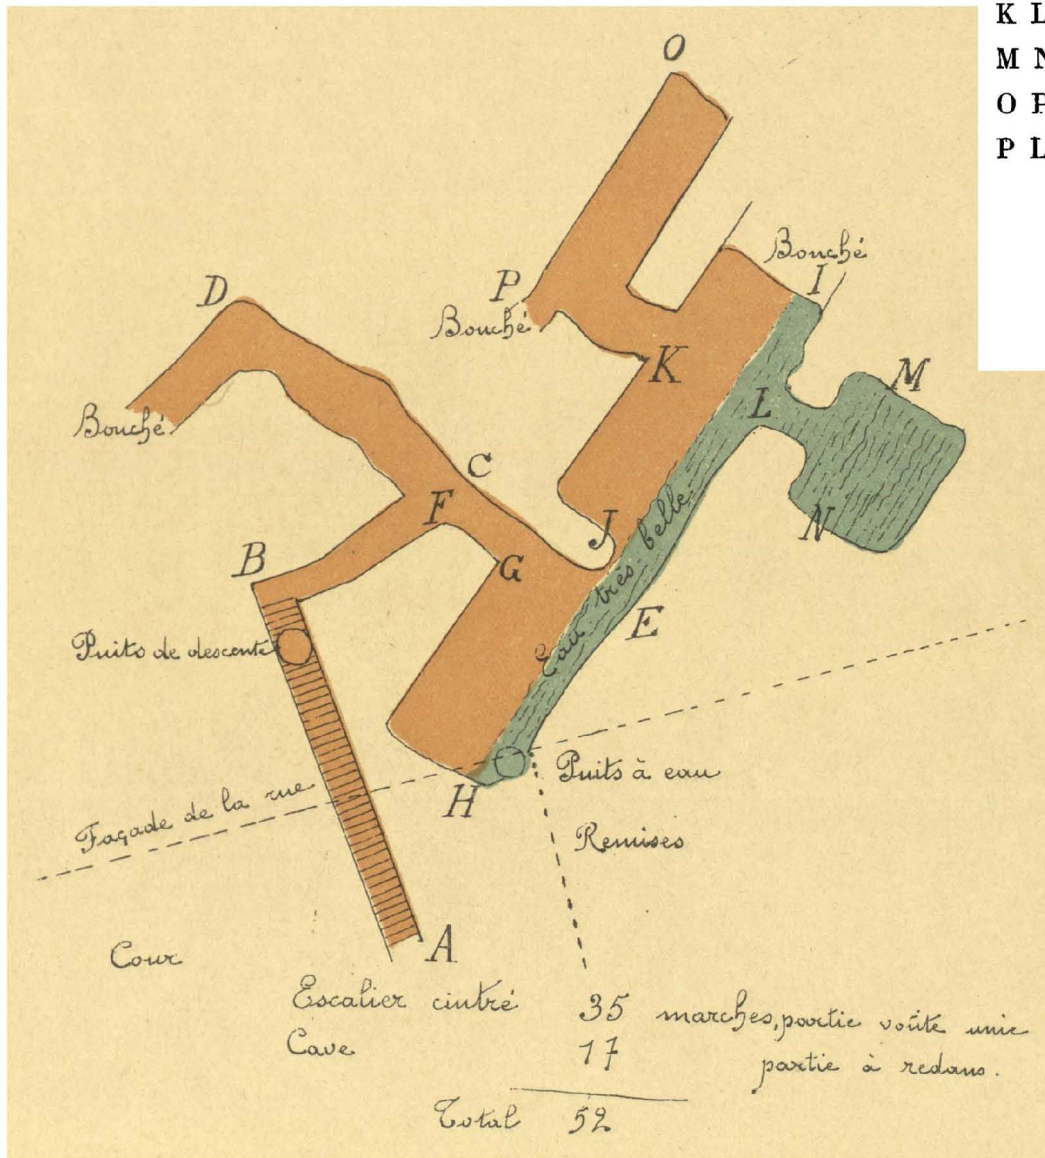 K L
M N
O P
P L
O
Bouché
I
D
P
Bouché
K
M
L
Bouché
C
F
J
N
B
G
Eau très belle
E
Puits de descente
Puits à eau
H
Façade de la rue
Remises
A
Cour
Escalier cintré 35 marches, partie voûte unie
Cave 17 partie à redans.
Total 52